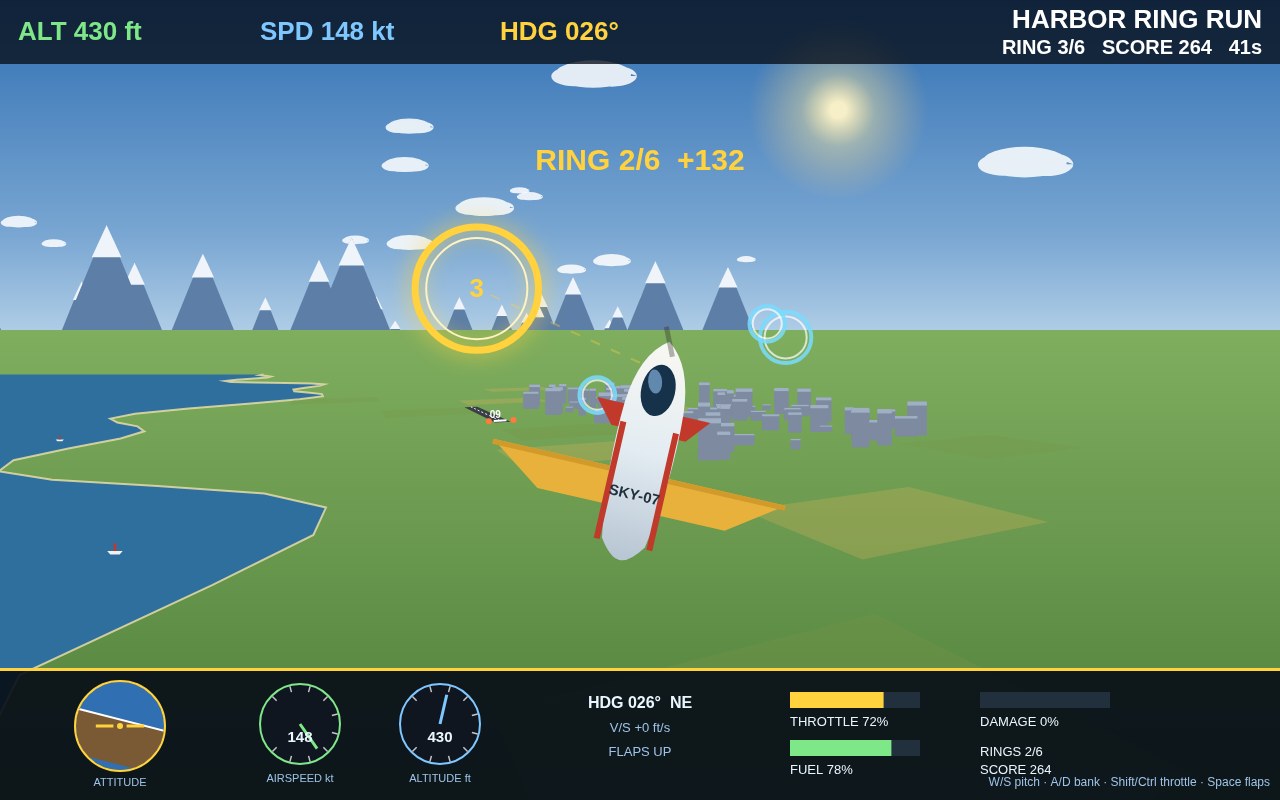 ALT 430 ft
SPD 148 kt
HDG 026°
HARBOR RING RUN
RING 3/6 SCORE 264 41s
RING 2/6 +132
3
09
SKY-07
148
430
ATTITUDE
AIRSPEED kt
ALTITUDE ft
HDG 026° NE
V/S +0 ft/s
FLAPS UP
THROTTLE 72%
FUEL 78%
DAMAGE 0%
RINGS 2/6
SCORE 264
W/S pitch · A/D bank · Shift/Ctrl throttle · Space flaps